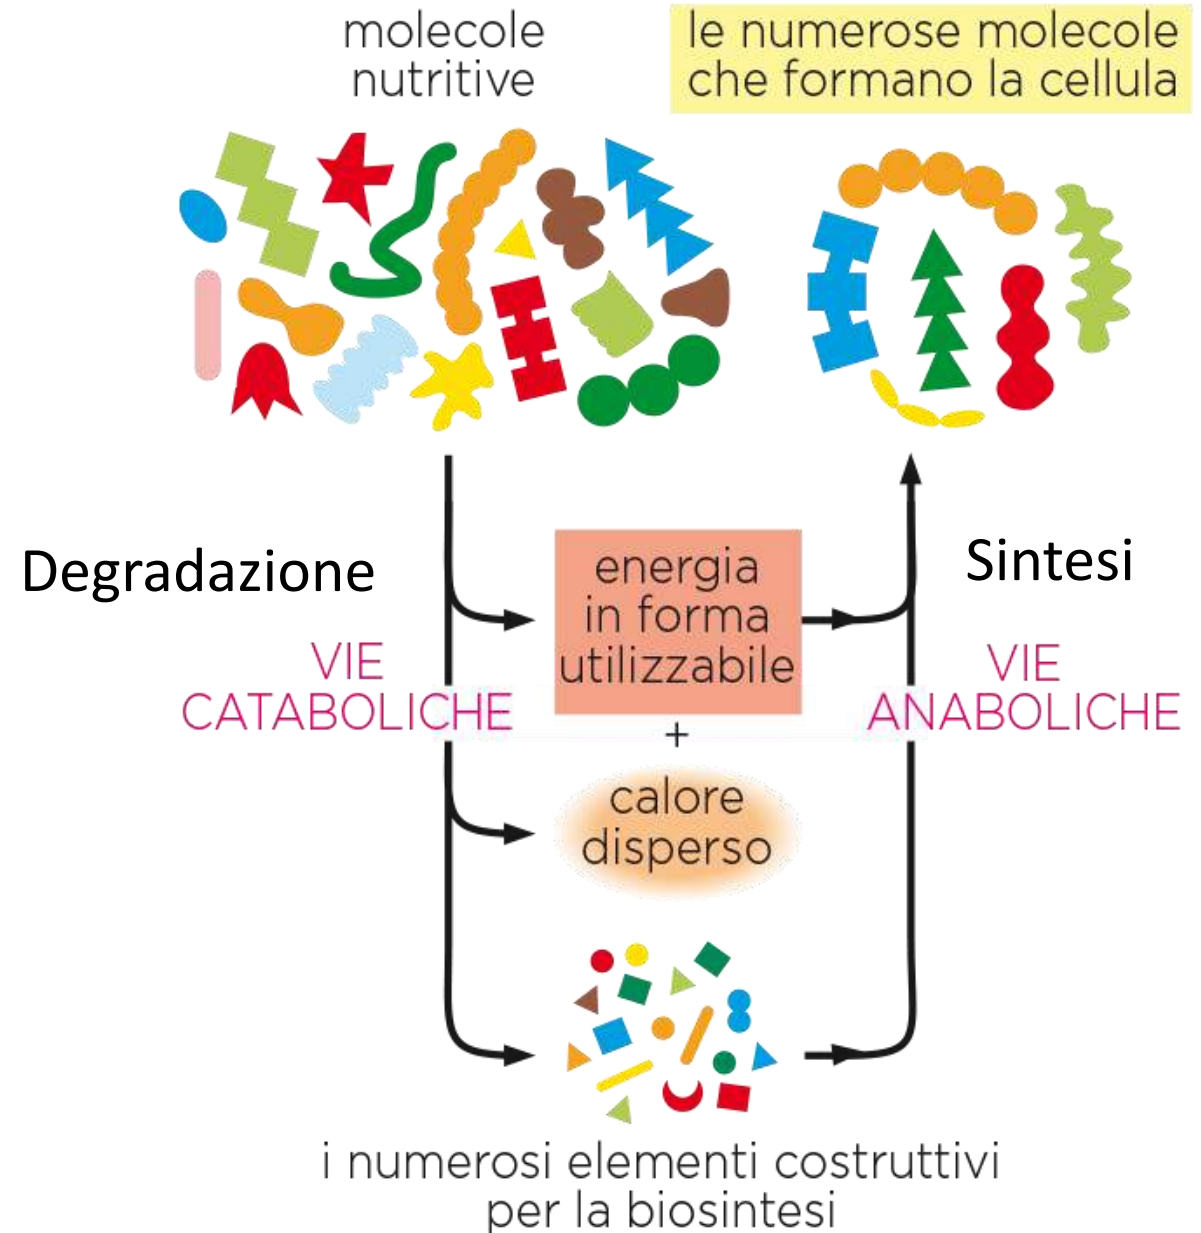 molecole
nutritive
le numerose molecole
che formano la cellula
Degradazione
energia
in forma
utilizzabile
Sintesi
VIE
CATABOLICHE
VIE
ANABOLICHE
+
calore
disperso
i numerosi elementi costruttivi
per la biosintesi